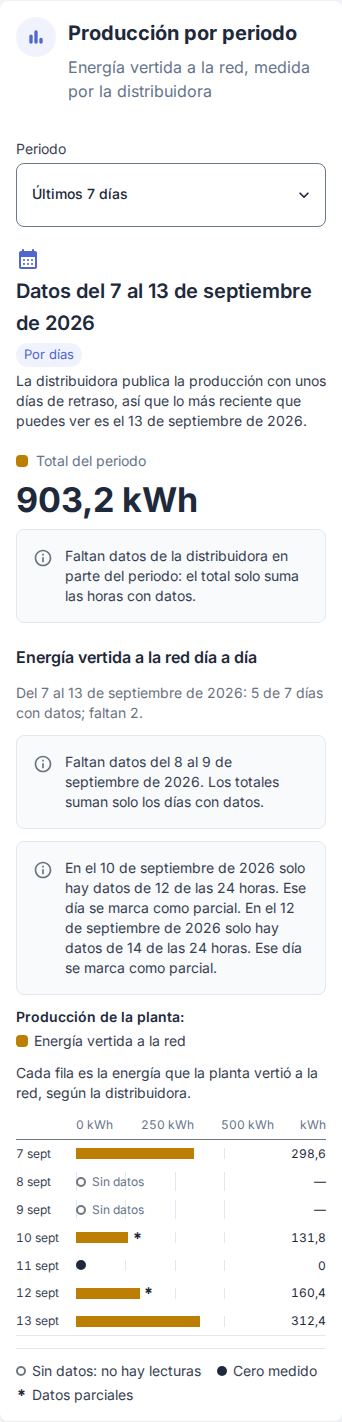 Producción por periodo
Energía vertida a la red, medida
por la distribuidora
Periodo
Últimos 7 días
Datos del 7 al 13 de septiembre
de 2026
Por días
La distribuidora publica la producción con unos
días de retraso, así que lo más reciente que
puedes ver es el 13 de septiembre de 2026.
Total del periodo
903,2 kWh
Faltan datos de la distribuidora en
parte del periodo: el total solo suma
las horas con datos.
Energía vertida a la red día a día
Del 7 al 13 de septiembre de 2026: 5 de 7 días
con datos; faltan 2.
Faltan datos del 8 al 9 de
septiembre de 2026. Los totales
suman solo los días con datos.
En el 10 de septiembre de 2026 solo
hay datos de 12 de las 24 horas. Ese
día se marca como parcial. En el 12
de septiembre de 2026 solo hay
datos de 14 de las 24 horas. Ese día
se marca como parcial.
Producción de la planta:
Energía vertida a la red
Cada fila es la energía que la planta vertió a la
red, según la distribuidora.
0 kWh 250 kWh 500 kWh kWh
7 sept 298,6
8 sept Sin datos —
9 sept Sin datos —
10 sept * 131,8
11 sept 0
12 sept * 160,4
13 sept 312,4
Sin datos: no hay lecturas Cero medido
* Datos parciales